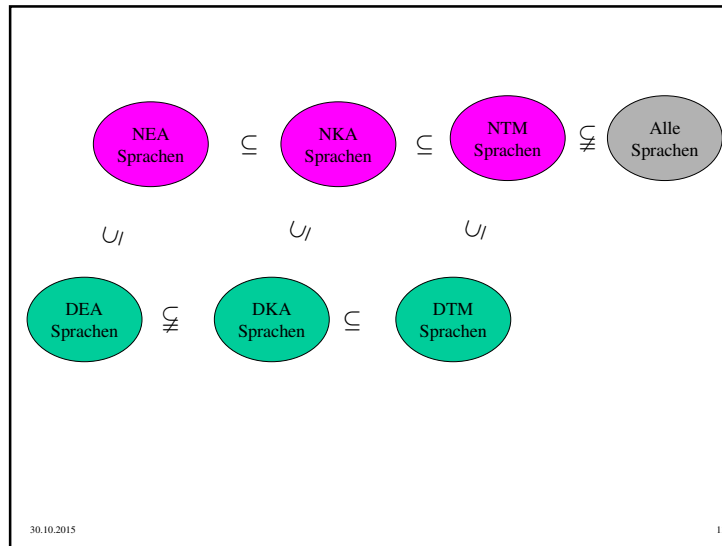 NEA
Sprachen
⊆
NKA
Sprachen
⊆
NTM
Sprachen
⊊
Alle
Sprachen
⊆
⊆
⊆
DEA
Sprachen
⊊
DKA
Sprachen
⊆
DTM
Sprachen
30.10.2015
1